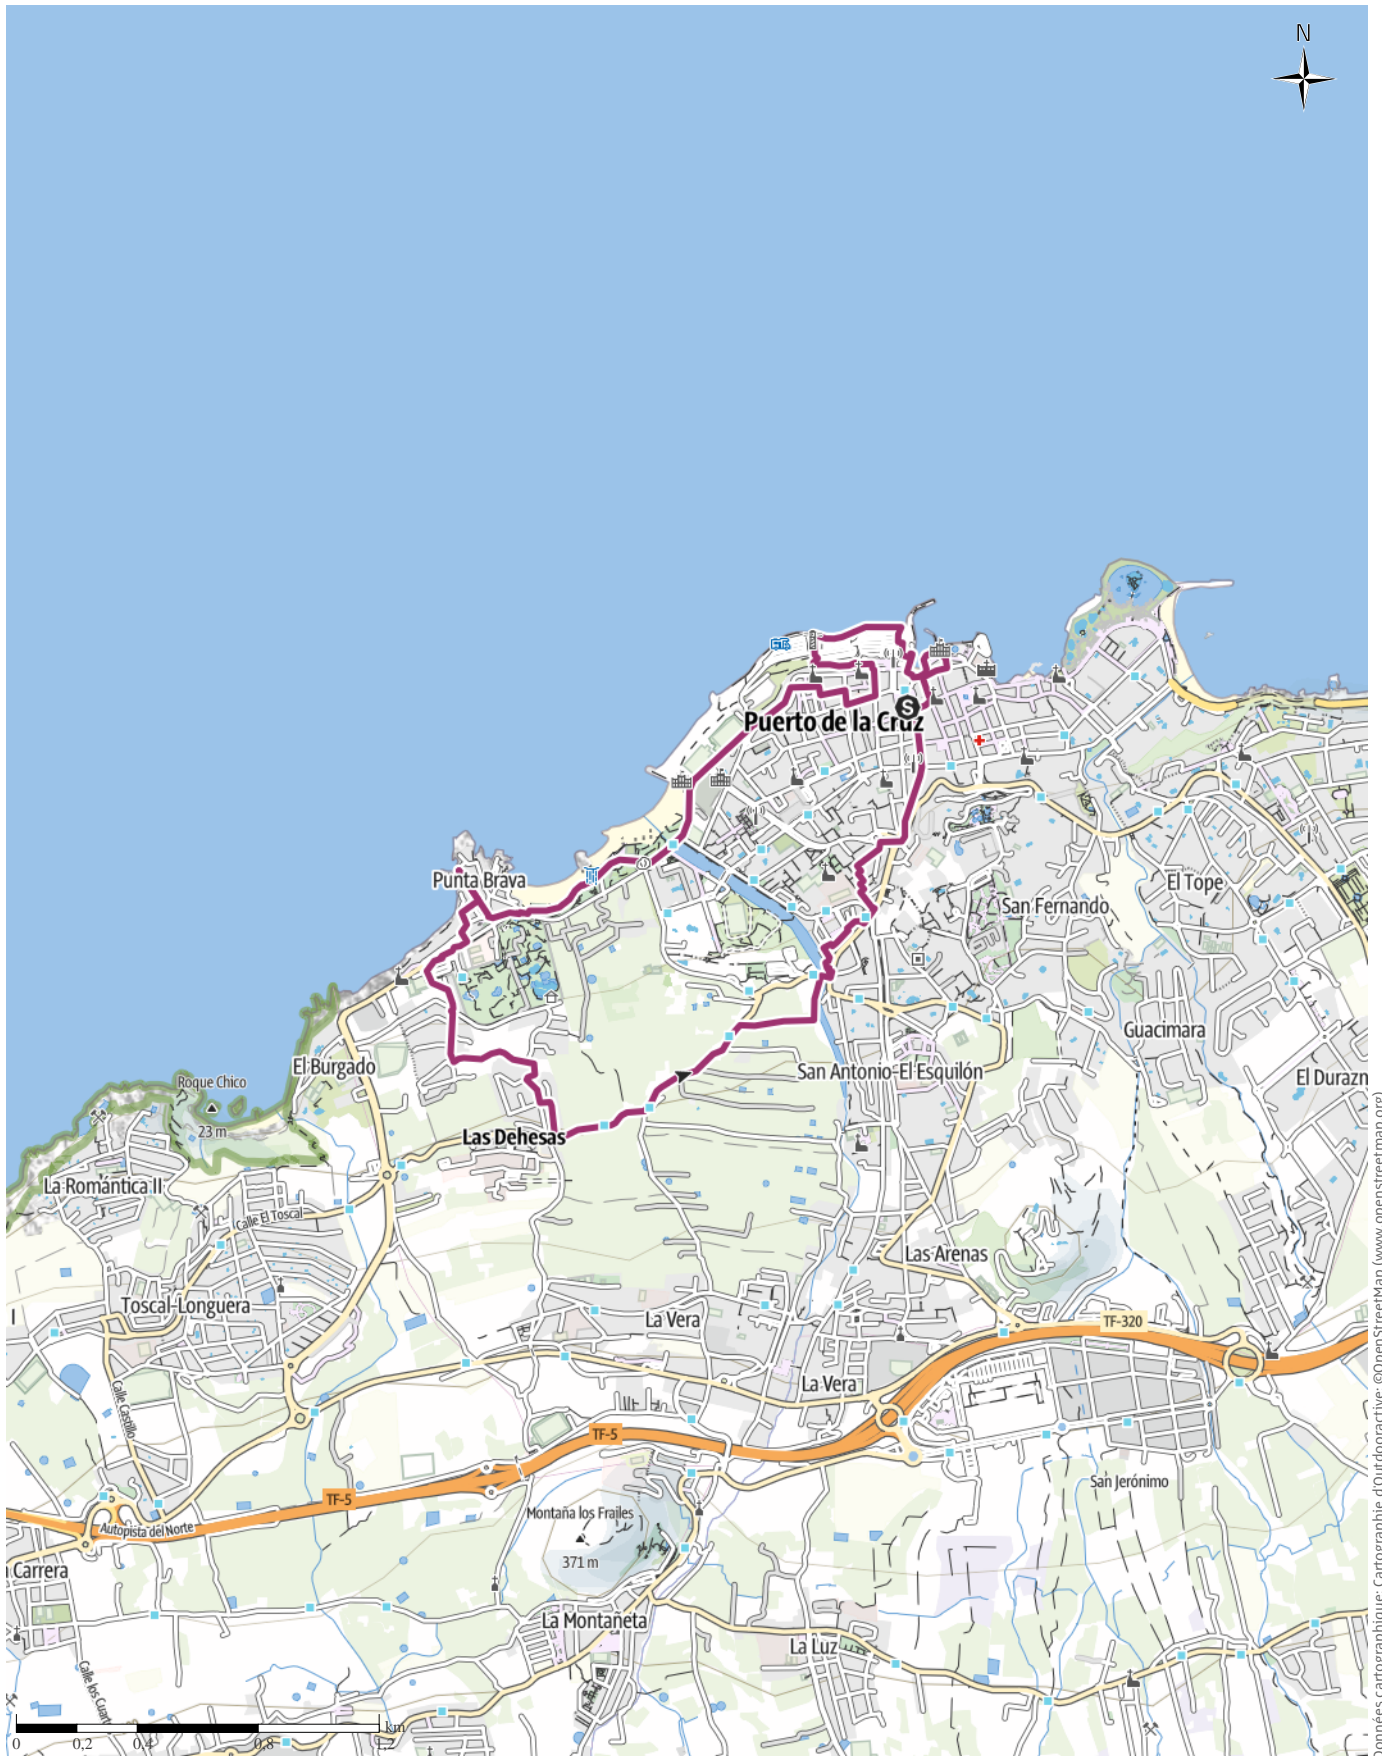 N
Puerto de la Cruz
S
Punta Brava
El Tope
San Fernando
Guacimara
El Burgado
San Antonio-El Esquilón
El Durazn
Roque Chico
23 m
Las Dehesas
La Romántica II
Calle El Toscal
Las Arenas
Toscal-Longuera
La Vera
TF-320
La Vera
Calle Castillo
TF-5
San Jerónimo
TF-5
Montaña los Frailes
Autopista del Norte
371 m
Carrera
La Montañeta
La Luz
Calle los Cuart
km
0 0,2 0,4 0,8 1,2
onnées cartographique: Cartographie d'Outdooractive; ©OpenStreetMap (www.openstreetmap.org)